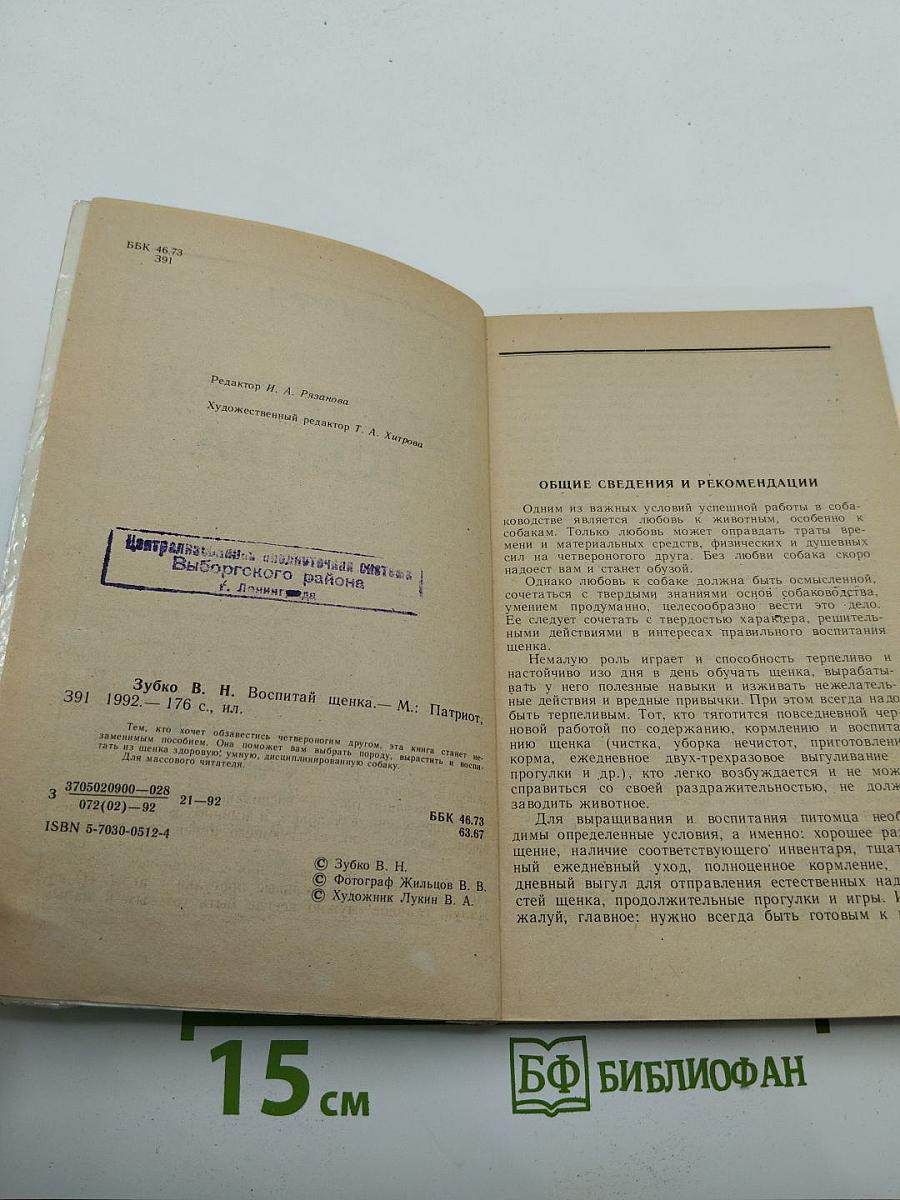 ББК 46.73
З91
Редактор И. А. Рязанова
Художественный редактор Т. А. Хитрова
Централизованная библиотечная система
Выборгского района
г. Ленинграда
Зубко В. Н. Воспитай щенка.— М.: Патриот,
З91 1992.— 176 с., ил.
Тем, кто хочет обзавестись четвероногим другом, эта книга станет не-
заменимым пособием. Она поможет вам выбрать породу, вырастить и воспи-
тать из щенка здоровую, умную, дисциплинированную собаку.
Для массового читателя.
З 3705020900—028 21—92
072(02)—92
ББК 46.73
63.67
ISBN 5-7030-0512-4
© Зубко В. Н.
© Фотограф Жильцов В. В.
© Художник Лукин В. А.
ОБЩИЕ СВЕДЕНИЯ И РЕКОМЕНДАЦИИ
Одним из важных условий успешной работы в соба-
ководстве является любовь к животным, особенно к
собакам. Только любовь может оправдать траты вре-
мени и материальных средств, физических и душевных
сил на четвероногого друга. Без любви собака скоро
надоест вам и станет обузой.
Однако любовь к собаке должна быть осмысленной,
сочетаться с твердыми знаниями основ собаководства,
умением продуманно, целесообразно вести это дело.
Ее следует сочетать с твердостью характера, решитель-
ными действиями в интересах правильного воспитания
щенка.
Немалую роль играет и способность терпеливо и
настойчиво изо дня в день обучать щенка, вырабаты-
вать у него полезные навыки и изживать нежелатель-
ные действия и вредные привычки. При этом всегда надо
быть терпеливым. Тот, кто тяготится повседневной чер-
новой работой по содержанию, кормлению и воспита
нию щенка (чистка, уборка нечистот, приготовлени
корма, ежедневное двух-трехразовое выгуливание
прогулки и др.), кто легко возбуждается и не мож
справиться со своей раздражительностью, не долж
заводить животное.
Для выращивания и воспитания питомца необ
димы определенные условия, а именно: хорошее ра
щение, наличие соответствующего инвентаря, тщат
ный ежедневный уход, полноценное кормление,
дневный выгул для отправления естественных над
стей щенка, продолжительные прогулки и игры. И
жалуй, главное: нужно всегда быть готовым к
15 см
БФ БИБЛИОФАН